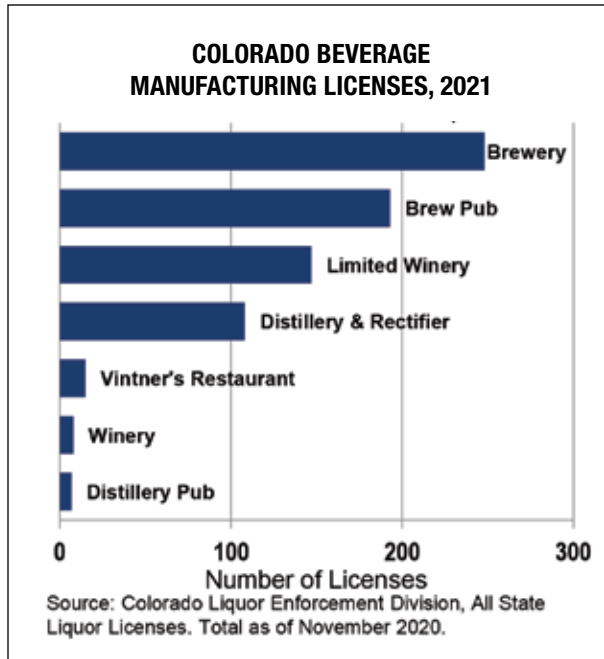 COLORADO BEVERAGE
MANUFACTURING LICENSES, 2021
Brewery
Brew Pub
Limited Winery
Distillery & Rectifier
Vintner's Restaurant
Winery
Distillery Pub
0 100 200 300
Number of Licenses
Source: Colorado Liquor Enforcement Division, All State
Liquor Licenses. Total as of November 2020.